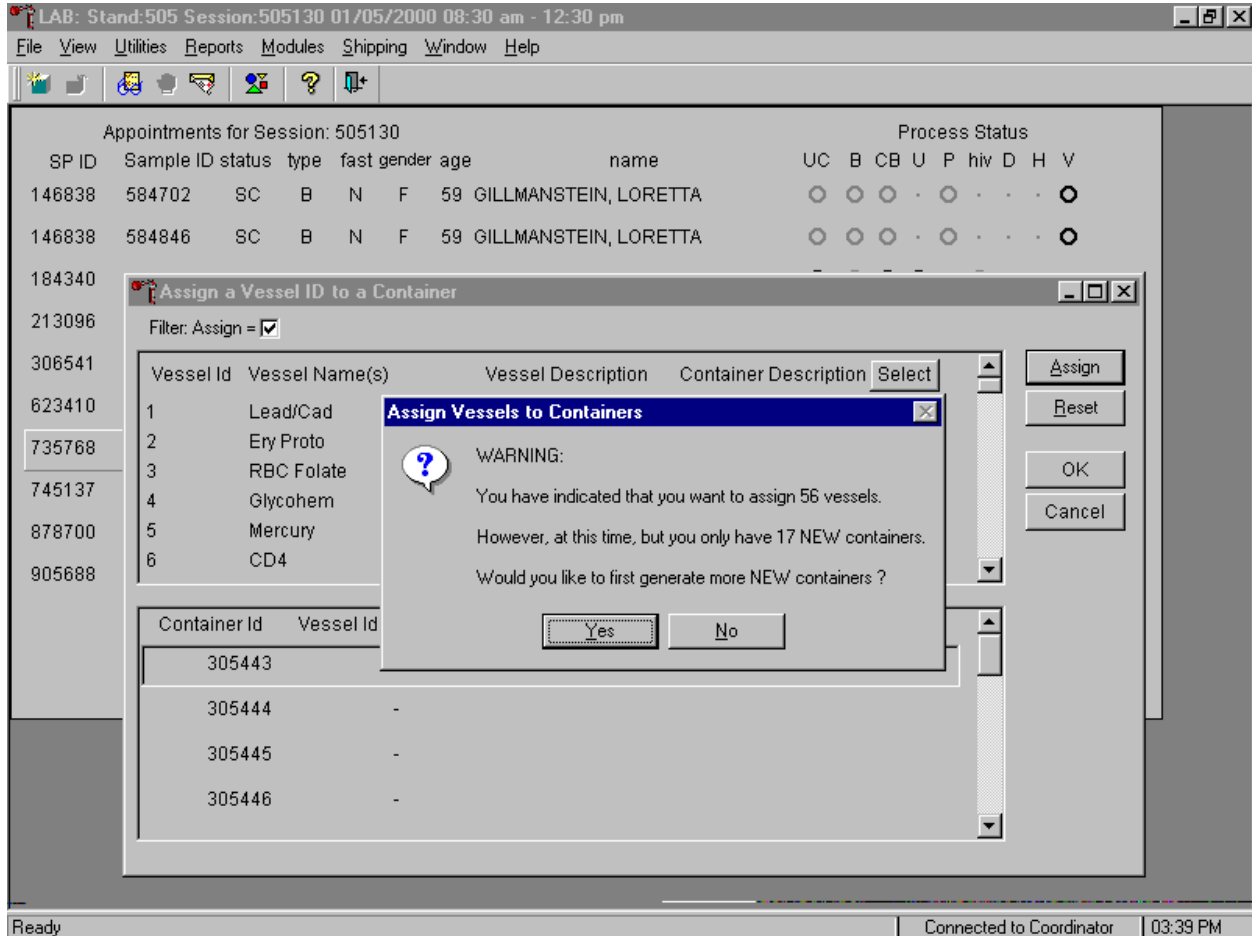 LAB: Stand:505 Session:505130 01/05/2000 08:30 am - 12:30 pm
File View Utilities Reports Modules Shipping Window Help
Appointments for Session: 505130 Process Status
SP ID Sample ID status type fast gender age name UC B CB U P hiv D H V
146838 584702 SC B N F 59 GILLMANSTEIN, LORETTA
146838 584846 SC B N F 59 GILLMANSTEIN, LORETTA
184340
213096
306541
623410
735768
745137
878700
905688
Assign a Vessel ID to a Container
Filter: Assign =
Vessel Id Vessel Name(s) Vessel Description Container Description Select
1 Lead/Cad
2 Ery Proto
3 RBC Folate
4 Glycohem
5 Mercury
6 CD4
Assign
Reset
OK
Cancel
Assign Vessels to Containers
WARNING:
You have indicated that you want to assign 56 vessels.
However, at this time, but you only have 17 NEW containers.
Would you like to first generate more NEW containers ?
Yes No
Container Id Vessel Id
305443
305444 -
305445 -
305446 -
Ready Connected to Coordinator 03:39 PM